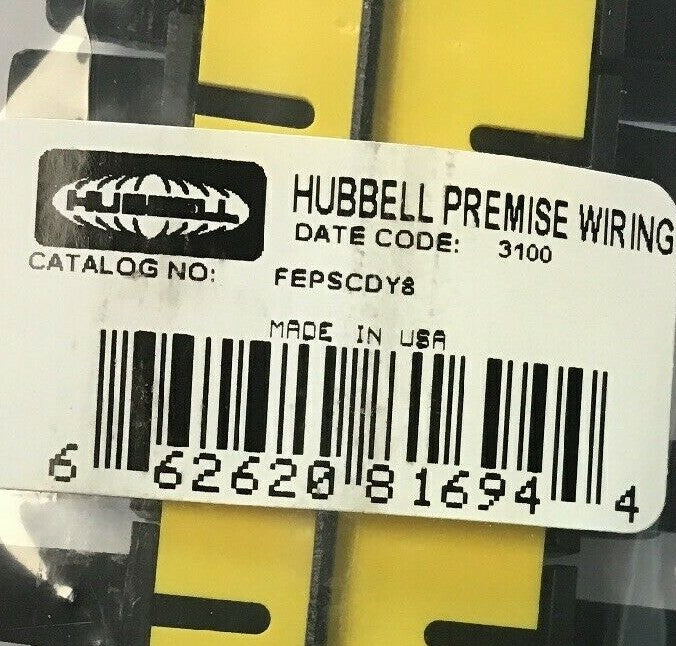 HUBBELL
HUBBELL PREMISE WIRING
DATE CODE: 3100
CATALOG NO: FEPSCDY8
MADE IN USA
6 62620 81694 4